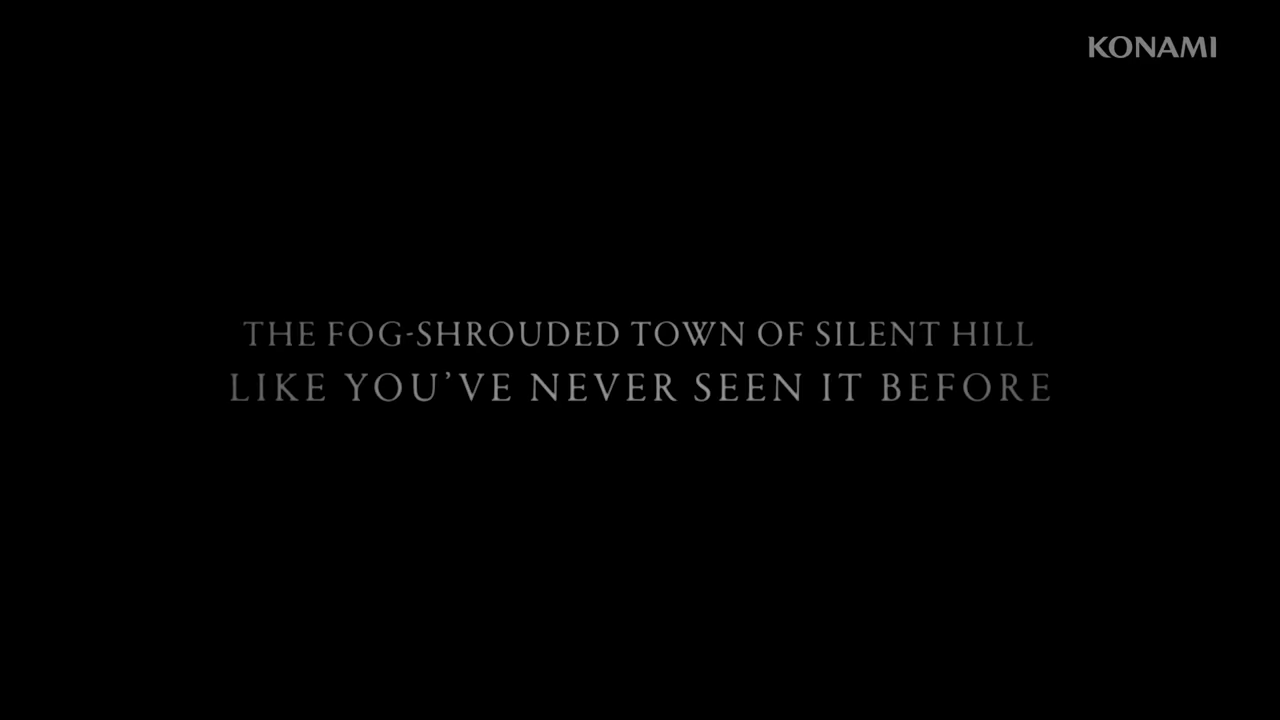 KONAMI
THE FOG-SHROUDED TOWN OF SILENT HILL
LIKE YOU'VE NEVER SEEN IT BEFORE